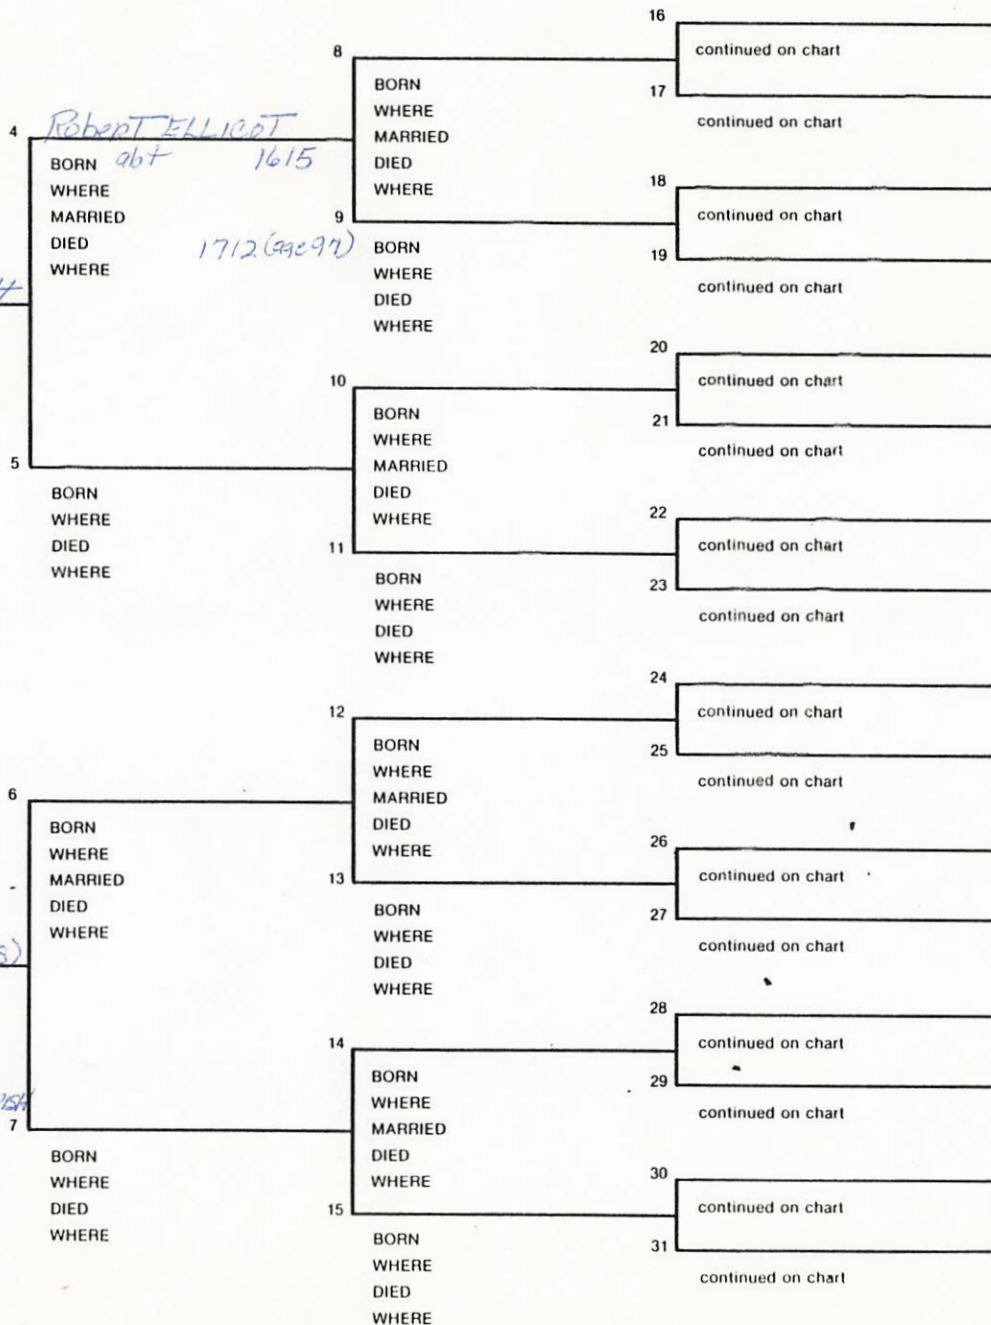 4
Robert ELLICOT
BORN abt 1615
WHERE
MARRIED
DIED 1712 (age 97)
WHERE
5
BORN
WHERE
DIED
WHERE
6
BORN
WHERE
MARRIED
DIED
WHERE
7
BORN
WHERE
DIED
WHERE
8
BORN
WHERE
MARRIED
DIED
WHERE
9
BORN
WHERE
DIED
WHERE
10
BORN
WHERE
MARRIED
DIED
WHERE
11
BORN
WHERE
DIED
WHERE
12
BORN
WHERE
MARRIED
DIED
WHERE
13
BORN
WHERE
DIED
WHERE
14
BORN
WHERE
MARRIED
DIED
WHERE
15
BORN
WHERE
DIED
WHERE
16
continued on chart
17
continued on chart
18
continued on chart
19
continued on chart
20
continued on chart
21
continued on chart
22
continued on chart
23
continued on chart
24
continued on chart
25
continued on chart
26
continued on chart
27
continued on chart
28
continued on chart
29
continued on chart
30
continued on chart
31
continued on chart